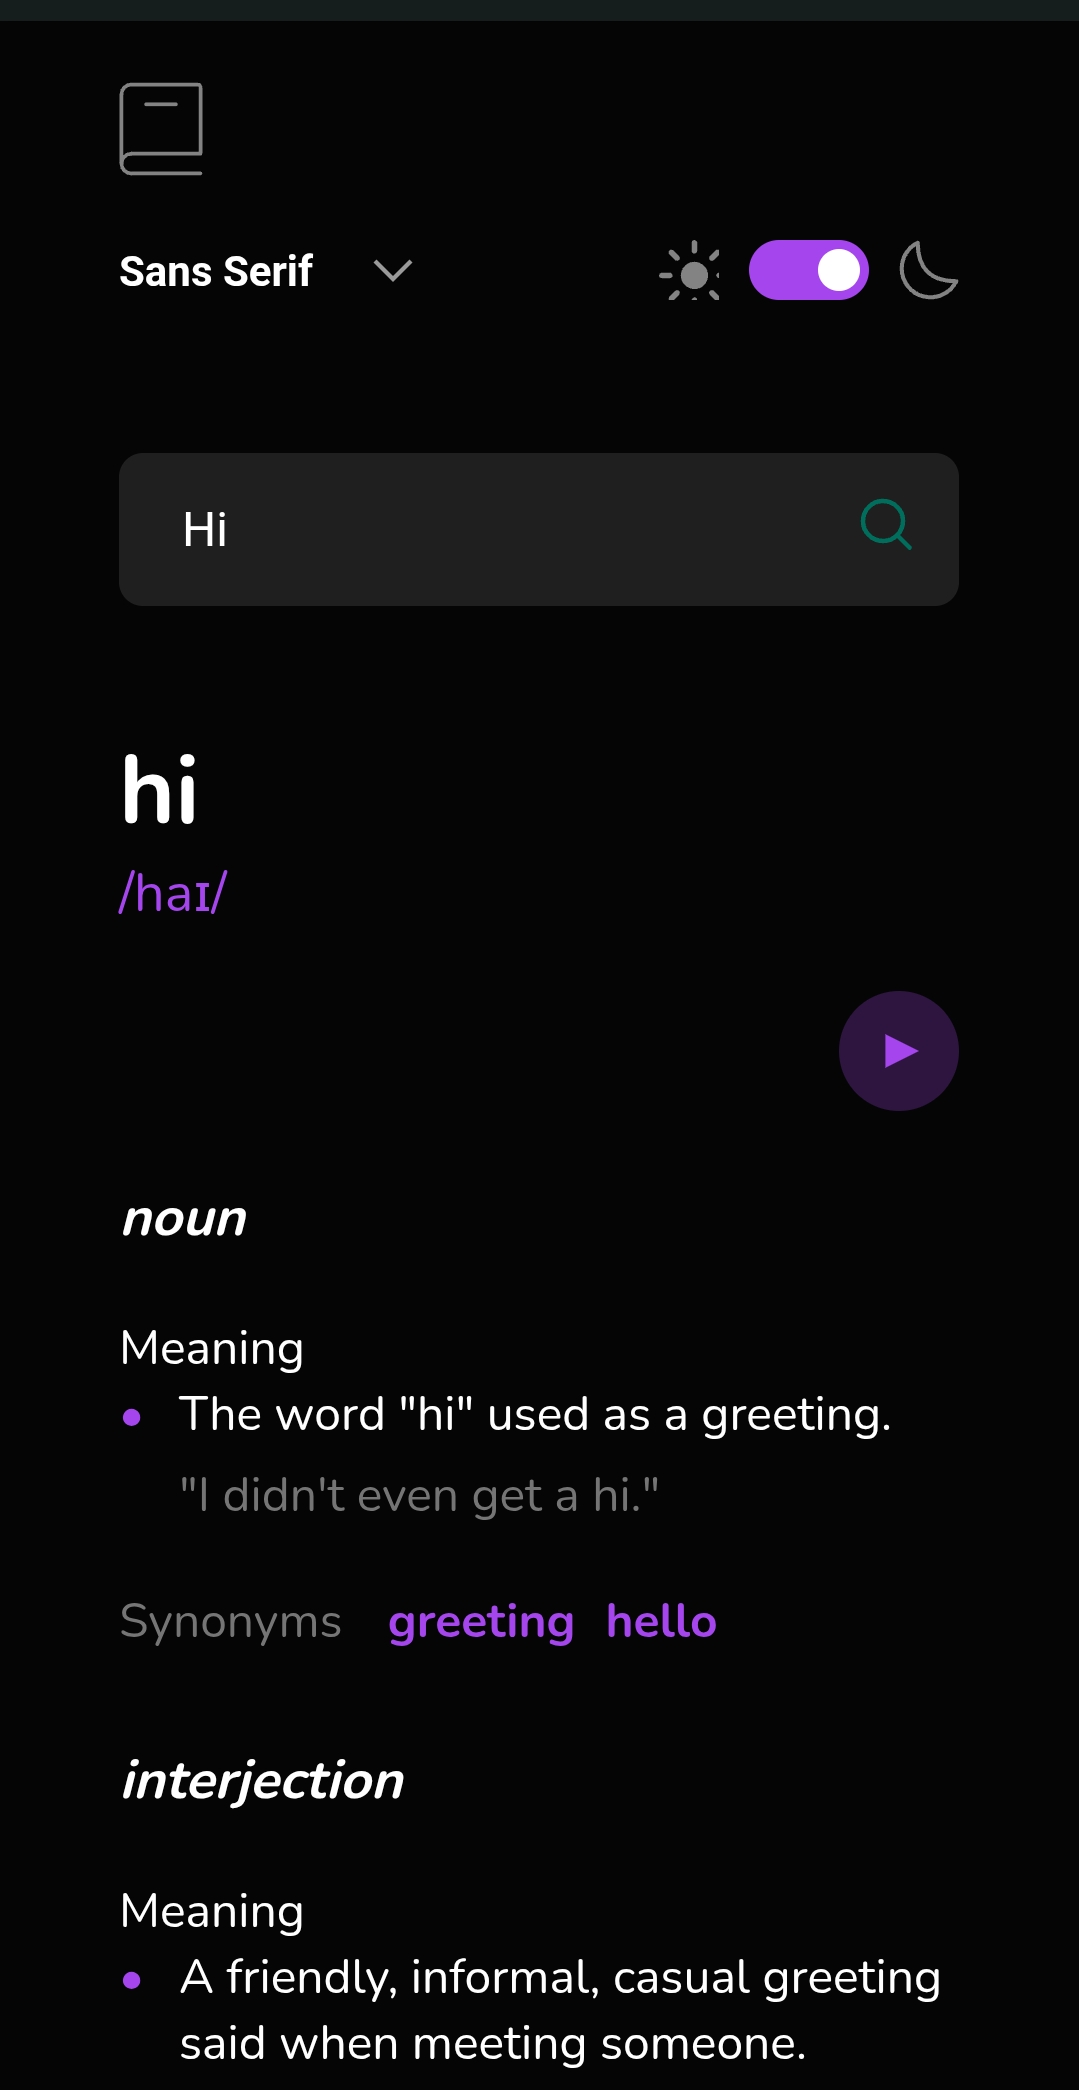 Sans Serif
Hi
hi
/haɪ/
noun
Meaning
The word "hi" used as a greeting.
"I didn't even get a hi."
Synonyms greeting hello
interjection
Meaning
A friendly, informal, casual greeting
said when meeting someone.